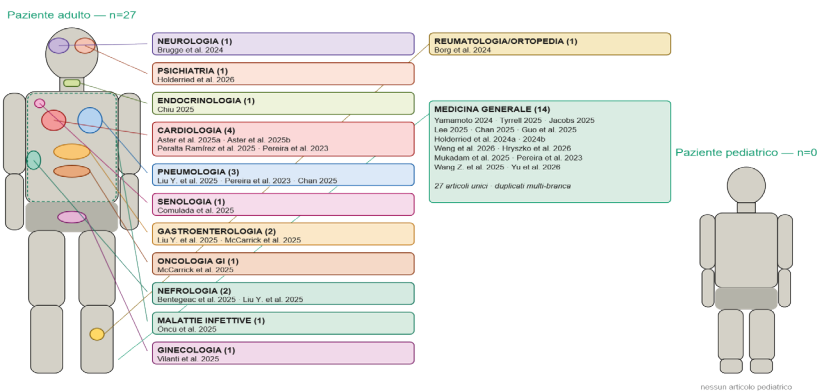 Paziente adulto — n=27
NEUROLOGIA (1)
Brugge et al. 2024
PSICHIATRIA (1)
Holderried et al. 2026
ENDOCRINOLOGIA (1)
Chiu 2025
CARDIOLOGIA (4)
Aster et al. 2025a · Aster et al. 2025b
Peralta Ramírez et al. 2025 · Pereira et al. 2023
PNEUMOLOGIA (3)
Liu Y. et al. 2025 · Pereira et al. 2023 · Chan 2025
SENOLOGIA (1)
Comulada et al. 2025
GASTROENTEROLOGIA (2)
Liu Y. et al. 2025 · McCarrick et al. 2025
ONCOLOGIA GI (1)
McCarrick et al. 2025
NEFROLOGIA (2)
Bentegeac et al. 2025 · Liu Y. et al. 2025
MALATTIE INFETTIVE (1)
Öncü et al. 2025
GINECOLOGIA (1)
Vilanti et al. 2025
REUMATOLOGIA/ORTOPEDIA (1)
Borg et al. 2024
MEDICINA GENERALE (14)
Yamamoto 2024 · Tyrrell 2025 · Jacobs 2025
Lee 2025 · Chan 2025 · Guo et al. 2025
Holderried et al. 2024a · 2024b
Weng et al. 2026 · Hryszko et al. 2026
Mukadam et al. 2025 · Pereira et al. 2023
Wang Z. et al. 2025 · Yu et al. 2026
27 articoli unici · duplicati multi-branca
Paziente pediatrico — n=0
nessun articolo pediatrico